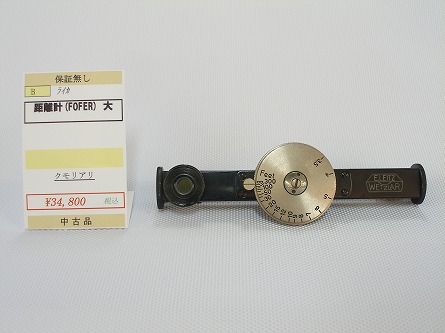 保証無し
B ライカ
距離計(FOFER) 大
クモリアリ
¥34,800 税込
中古品
Feet
E.LEITZ
WETZLAR